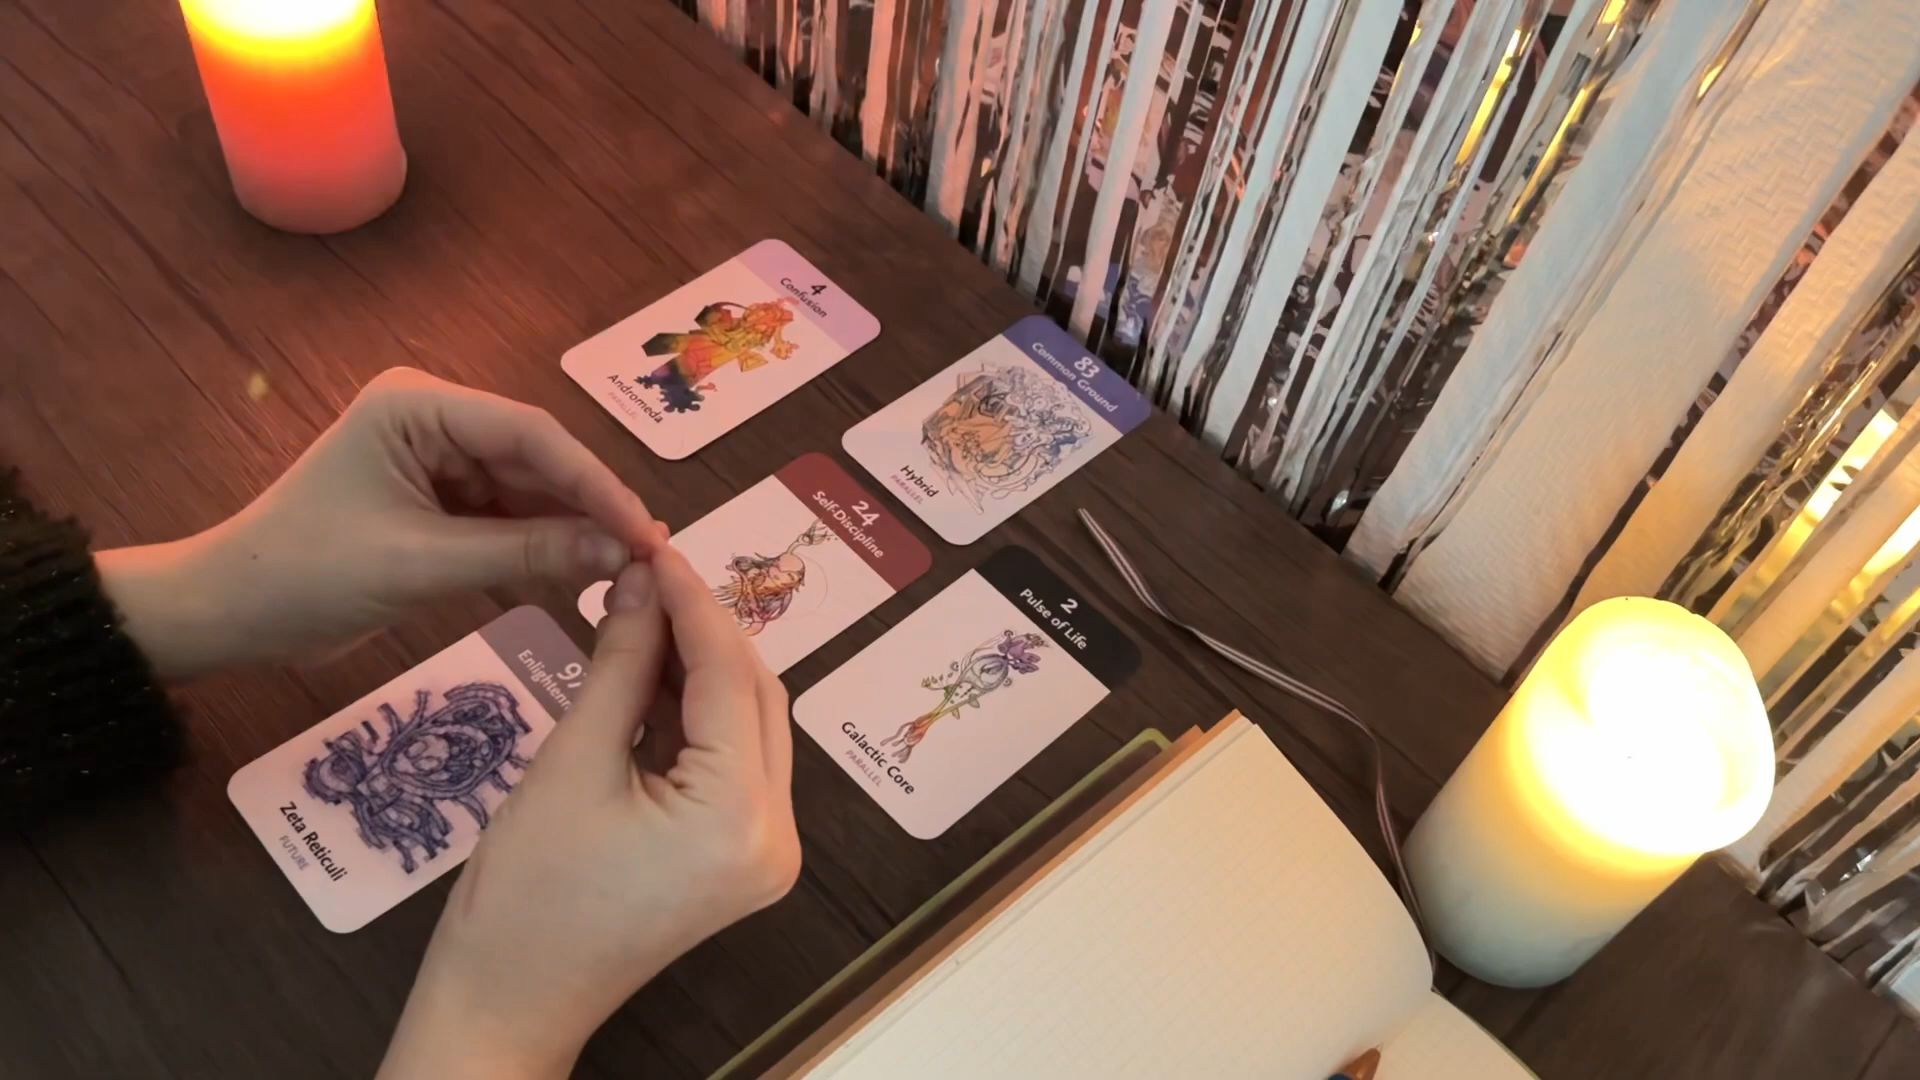 4
Confusion
Andromeda
PARALLEL
83
Common Ground
Hybrid
PARALLEL
24
Self-Discipline
2
Pulse of Life
Galactic Core
PARALLEL
Zeta Reticuli
FUTURE